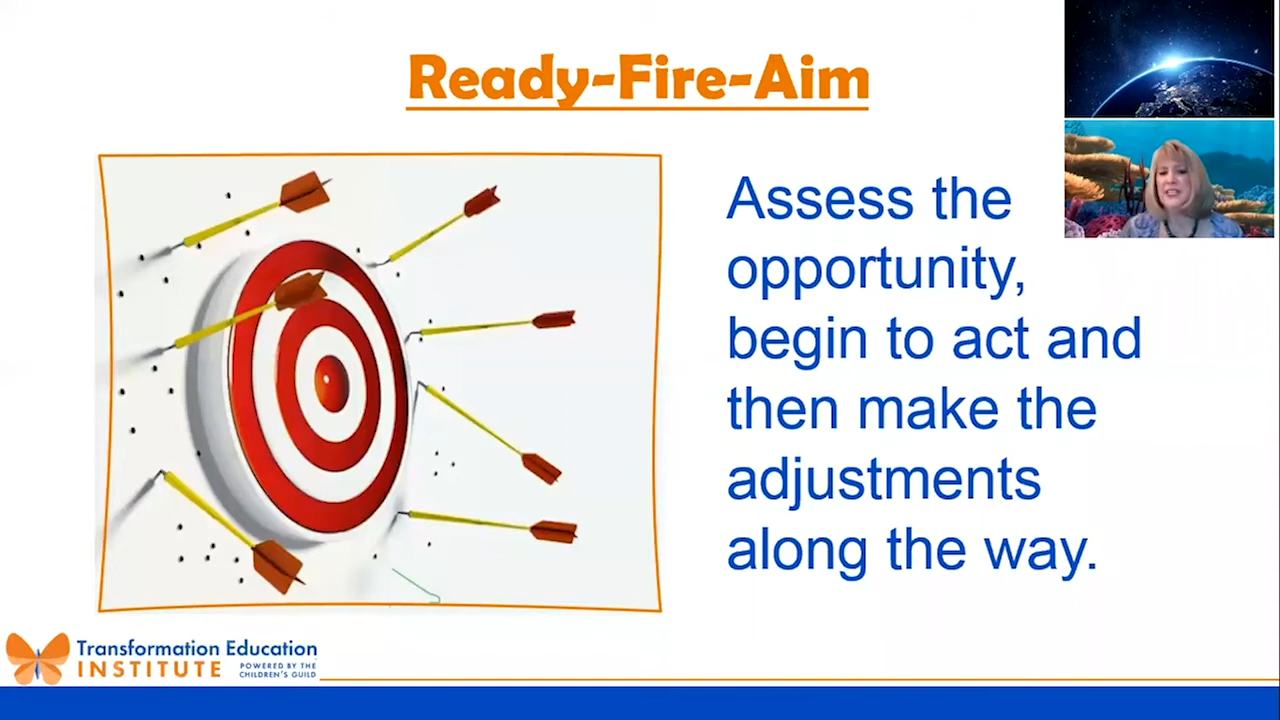 Ready-Fire-Aim
Assess the
opportunity,
begin to act and
then make the
adjustments
along the way.
Transformation Education
INSTITUTE
POWERED BY THE
CHILDREN'S GUILD